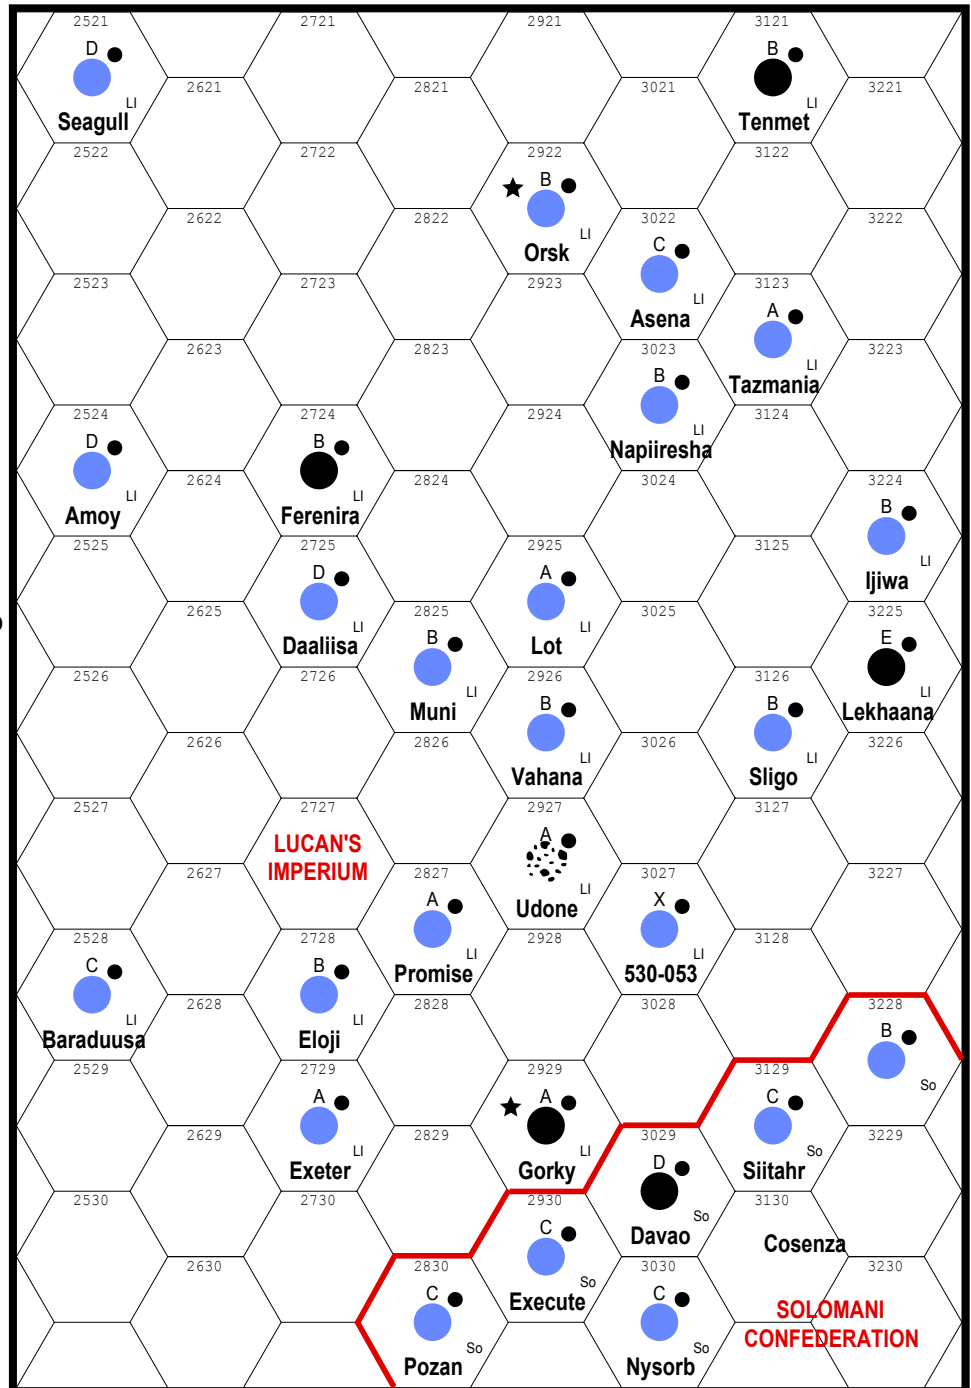 2521 2721 2921 3121
D B
2621 2821 3021 3221
LI LI
Seagull Tenmet
2522 2722 2922 3122
B
2622 2822 3022 3222
LI
Orsk C
2523 2723 2923 3123
LI
Asena A
2623 2823 3023 3223
LI
B Tazmania
2524 2724 2924 3124
D B LI
Napiiresha
2624 2824 3024 3224
LI LI B
Amoy Ferenira
2525 2725 2925 3125
LI
D A Ijiwa
2625 2825 3025 3225
LI LI
B E
Daaliisa Lot
2526 2726 2926 3126
LI LI
B B
Muni Lekhaana
2626 2826 3026 3226
LI LI
Vahana Sligo
2527 2727 2927 3127
A
LUCAN'S
IMPERIUM
2627 2827 3027 3227
LI
A X
Udone
2528 2728 2928 3128
LI LI
C B
Promise 530-053
2628 2828 3028 3228
LI LI
B
Baraduusa Eloji
2529 2729 2929 3129
So
A A C
2629 2829 3029 3229
LI LI So
D
Exeter Gorky Siitahr
2530 2730 2930 3130
So
C
Davao
Cosenza
2630 2830 3030 3230
So
C C
Execute
SOLOMANI
CONFEDERATION
So So
Pozan Nysorb